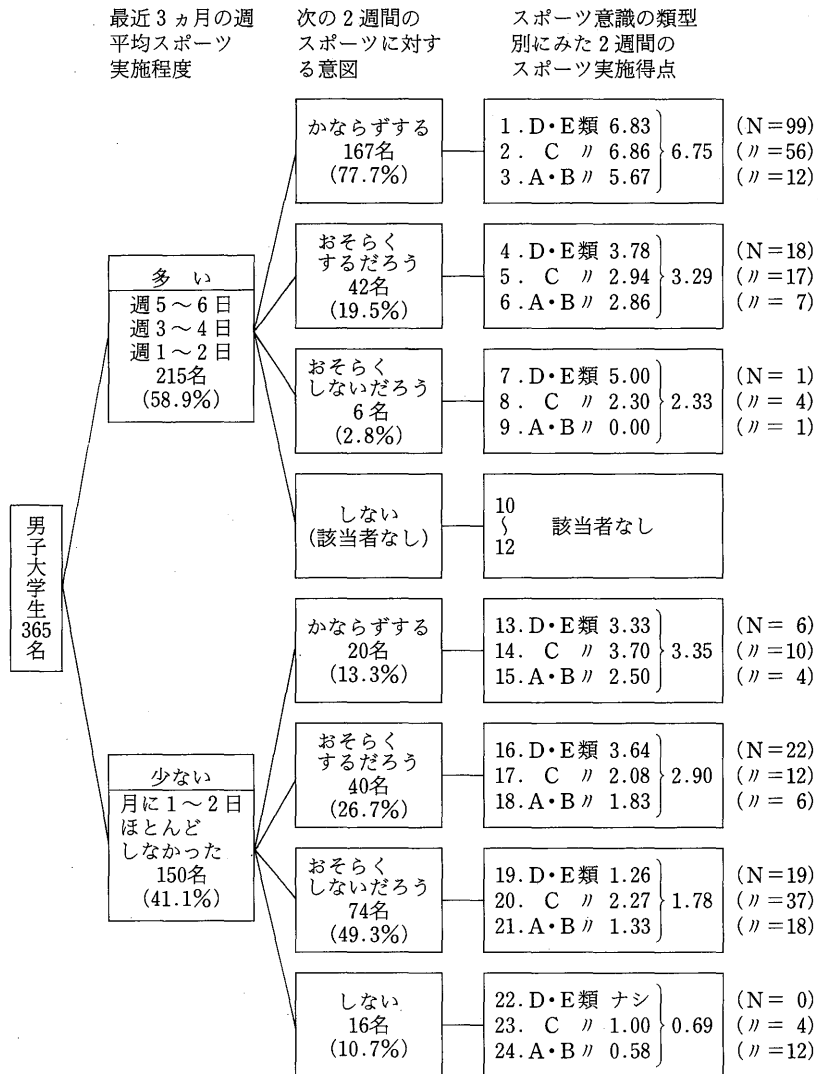 最近3ヵ月の週
平均スポーツ
実施程度
次の2週間の
スポーツに対す
る意図
スポーツ意識の類型
別にみた2週間の
スポーツ実施得点
男子大学生
365
名
多い
週5～6日
週3～4日
週1～2日
215名
(58.9%)
かならずする
167名
(77.7%)
1.D・E類 6.83
2. C 〃 6.86
3.A・B〃 5.67
6.75
(N=99)
(〃=56)
(〃=12)
おそらく
するだろう
42名
(19.5%)
4.D・E類 3.78
5. C 〃 2.94
6.A・B〃 2.86
3.29
(N=18)
(〃=17)
(〃= 7)
おそらく
しないだろう
6名
(2.8%)
7.D・E類 5.00
8. C 〃 2.30
9.A・B〃 0.00
2.33
(N= 1)
(〃= 4)
(〃= 1)
しない
(該当者なし)
10
〜
12
該当者なし
少ない
月に1～2日
ほとんど
しなかった
150名
(41.1%)
かならずする
20名
(13.3%)
13.D・E類 3.33
14. C 〃 3.70
15.A・B〃 2.50
3.35
(N= 6)
(〃=10)
(〃= 4)
おそらく
するだろう
40名
(26.7%)
16.D・E類 3.64
17. C 〃 2.08
18.A・B〃 1.83
2.90
(N=22)
(〃=12)
(〃= 6)
おそらく
しないだろう
74名
(49.3%)
19.D・E類 1.26
20. C 〃 2.27
21.A・B〃 1.33
1.78
(N=19)
(〃=37)
(〃=18)
しない
16名
(10.7%)
22.D・E類 ナシ
23. C 〃 1.00
24.A・B〃 0.58
0.69
(N= 0)
(〃= 4)
(〃=12)